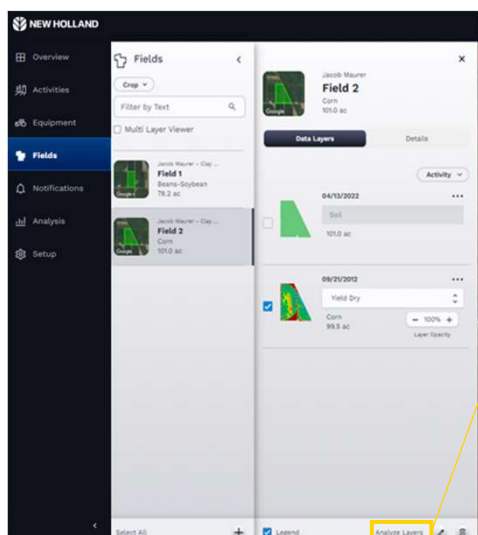 NEW HOLLAND
Overview
Activities
Equipment
Fields
Notifications
Analysis
Setup
Fields
Crop
Filter by Text
Multi Layer Viewer
Jacob Maurer - Clay ...
Field 1
Beans-Soybean
78.2 ac
Google
Jacob Maurer - Clay ...
Field 2
Corn
101.0 ac
Google
Select All
Jacob Maurer
Field 2
Corn
101.0 ac
Google
Data Layers
Details
Activity
04/13/2022
Soil
101.0 ac
09/21/2012
Yield Dry
Corn
99.5 ac
- 100% +
Layer Opacity
Legend
Analyze Layers